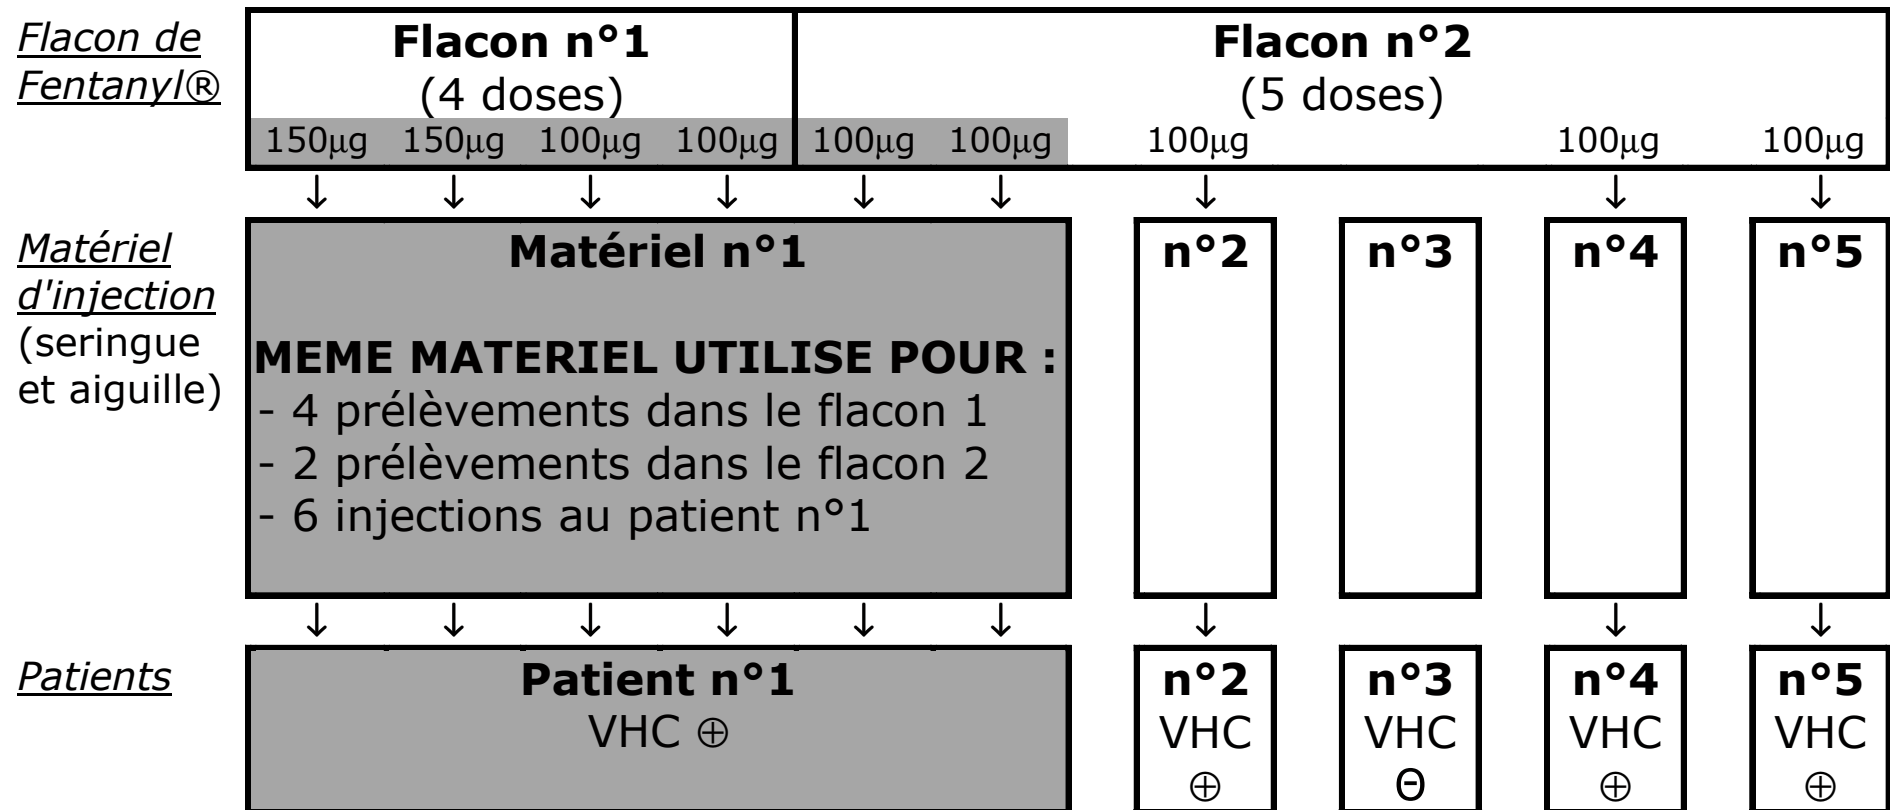 Flacon de
Fentanyl®
Flacon n°1
(4 doses)
Flacon n°2
(5 doses)
150µg 150µg 100µg 100µg 100µg 100µg 100µg 100µg 100µg
↓ ↓ ↓ ↓ ↓ ↓ ↓ ↓ ↓
Matériel
d'injection
(seringue
et aiguille)
Matériel n°1
MEME MATERIEL UTILISE POUR :
- 4 prélèvements dans le flacon 1
- 2 prélèvements dans le flacon 2
- 6 injections au patient n°1
n°2
n°3
n°4
n°5
↓ ↓ ↓ ↓ ↓ ↓ ↓ ↓ ↓
Patients
Patient n°1
VHC ⊕
n°2
VHC
⊕
n°3
VHC
Θ
n°4
VHC
⊕
n°5
VHC
⊕